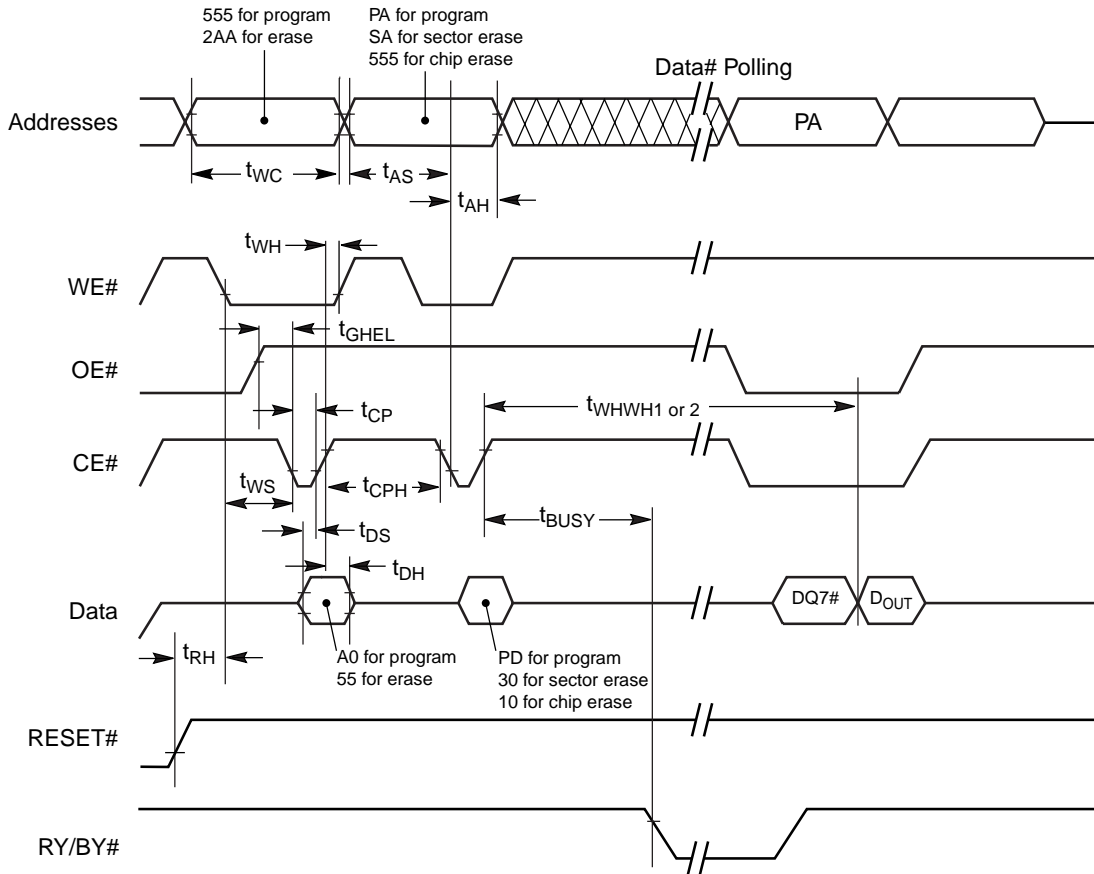 555 for program
2AA for erase
PA for program
SA for sector erase
555 for chip erase
Data# Polling
Addresses
PA
tWC
tAS
tAH
tWH
WE#
tGHEL
OE#
tCP
tWHWH1 or 2
CE#
tWS
tCPH
tBUSY
tDS
tDH
Data
DQ7#
DOUT
tRH
A0 for program
55 for erase
PD for program
30 for sector erase
10 for chip erase
RESET#
RY/BY#